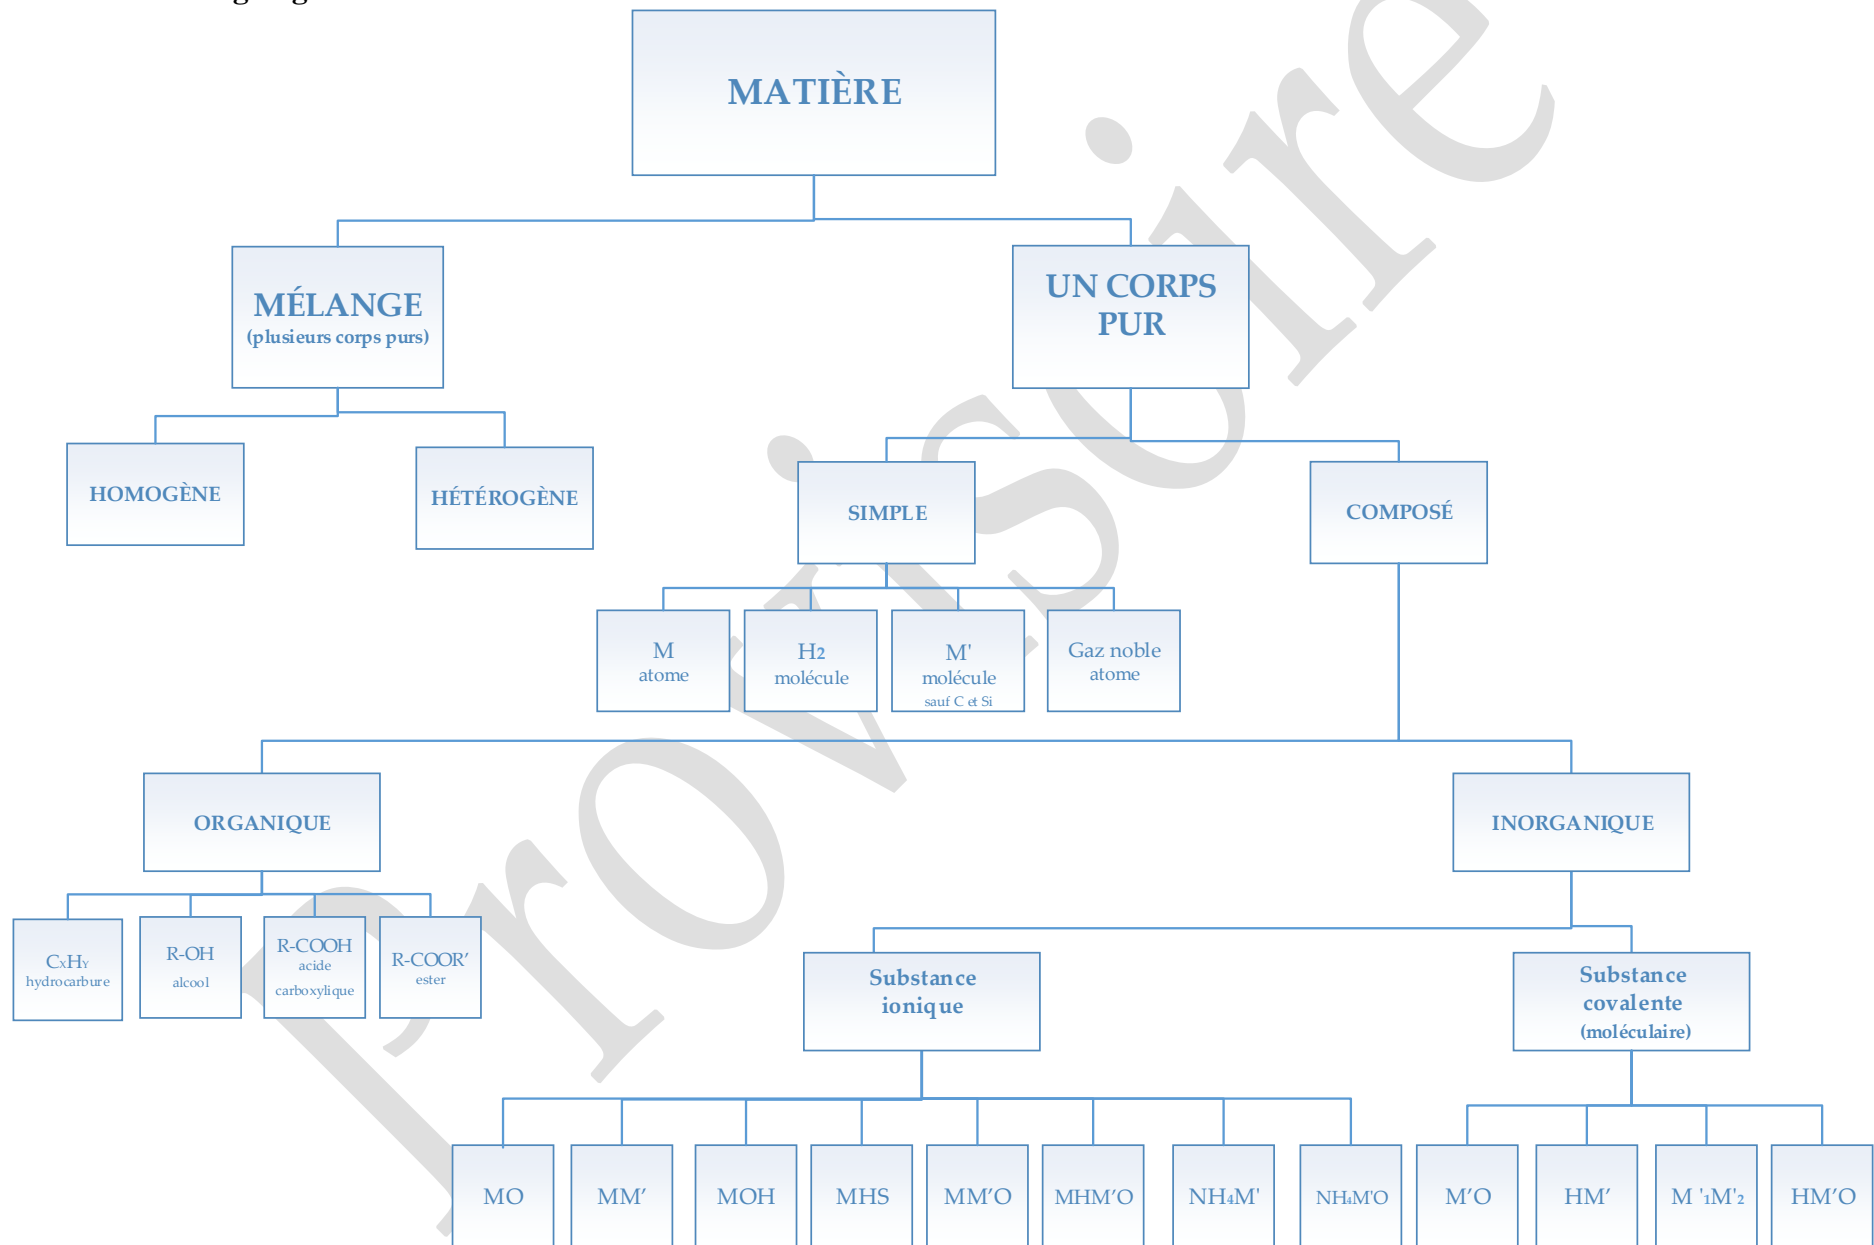 MATIÈRE
MÉLANGE
(plusieurs corps purs)
UN CORPS
PUR
HOMOGÈNE
HÉTÉROGÈNE
SIMPLE
COMPOSÉ
M
atome
H2
molécule
M'
molécule
sauf C et Si
Gaz noble
atome
ORGANIQUE
INORGANIQUE
CxHY
hydrocarbure
R-OH
alcool
R-COOH
acide
carboxylique
R-COOR’
ester
Substance
ionique
Substance
covalente
(moléculaire)
MO
MM’
MOH
MHS
MM’O
MHM’O
NH4M'
NH4M'O
M’O
HM’
M '1M'2
HM’O
Provisoire